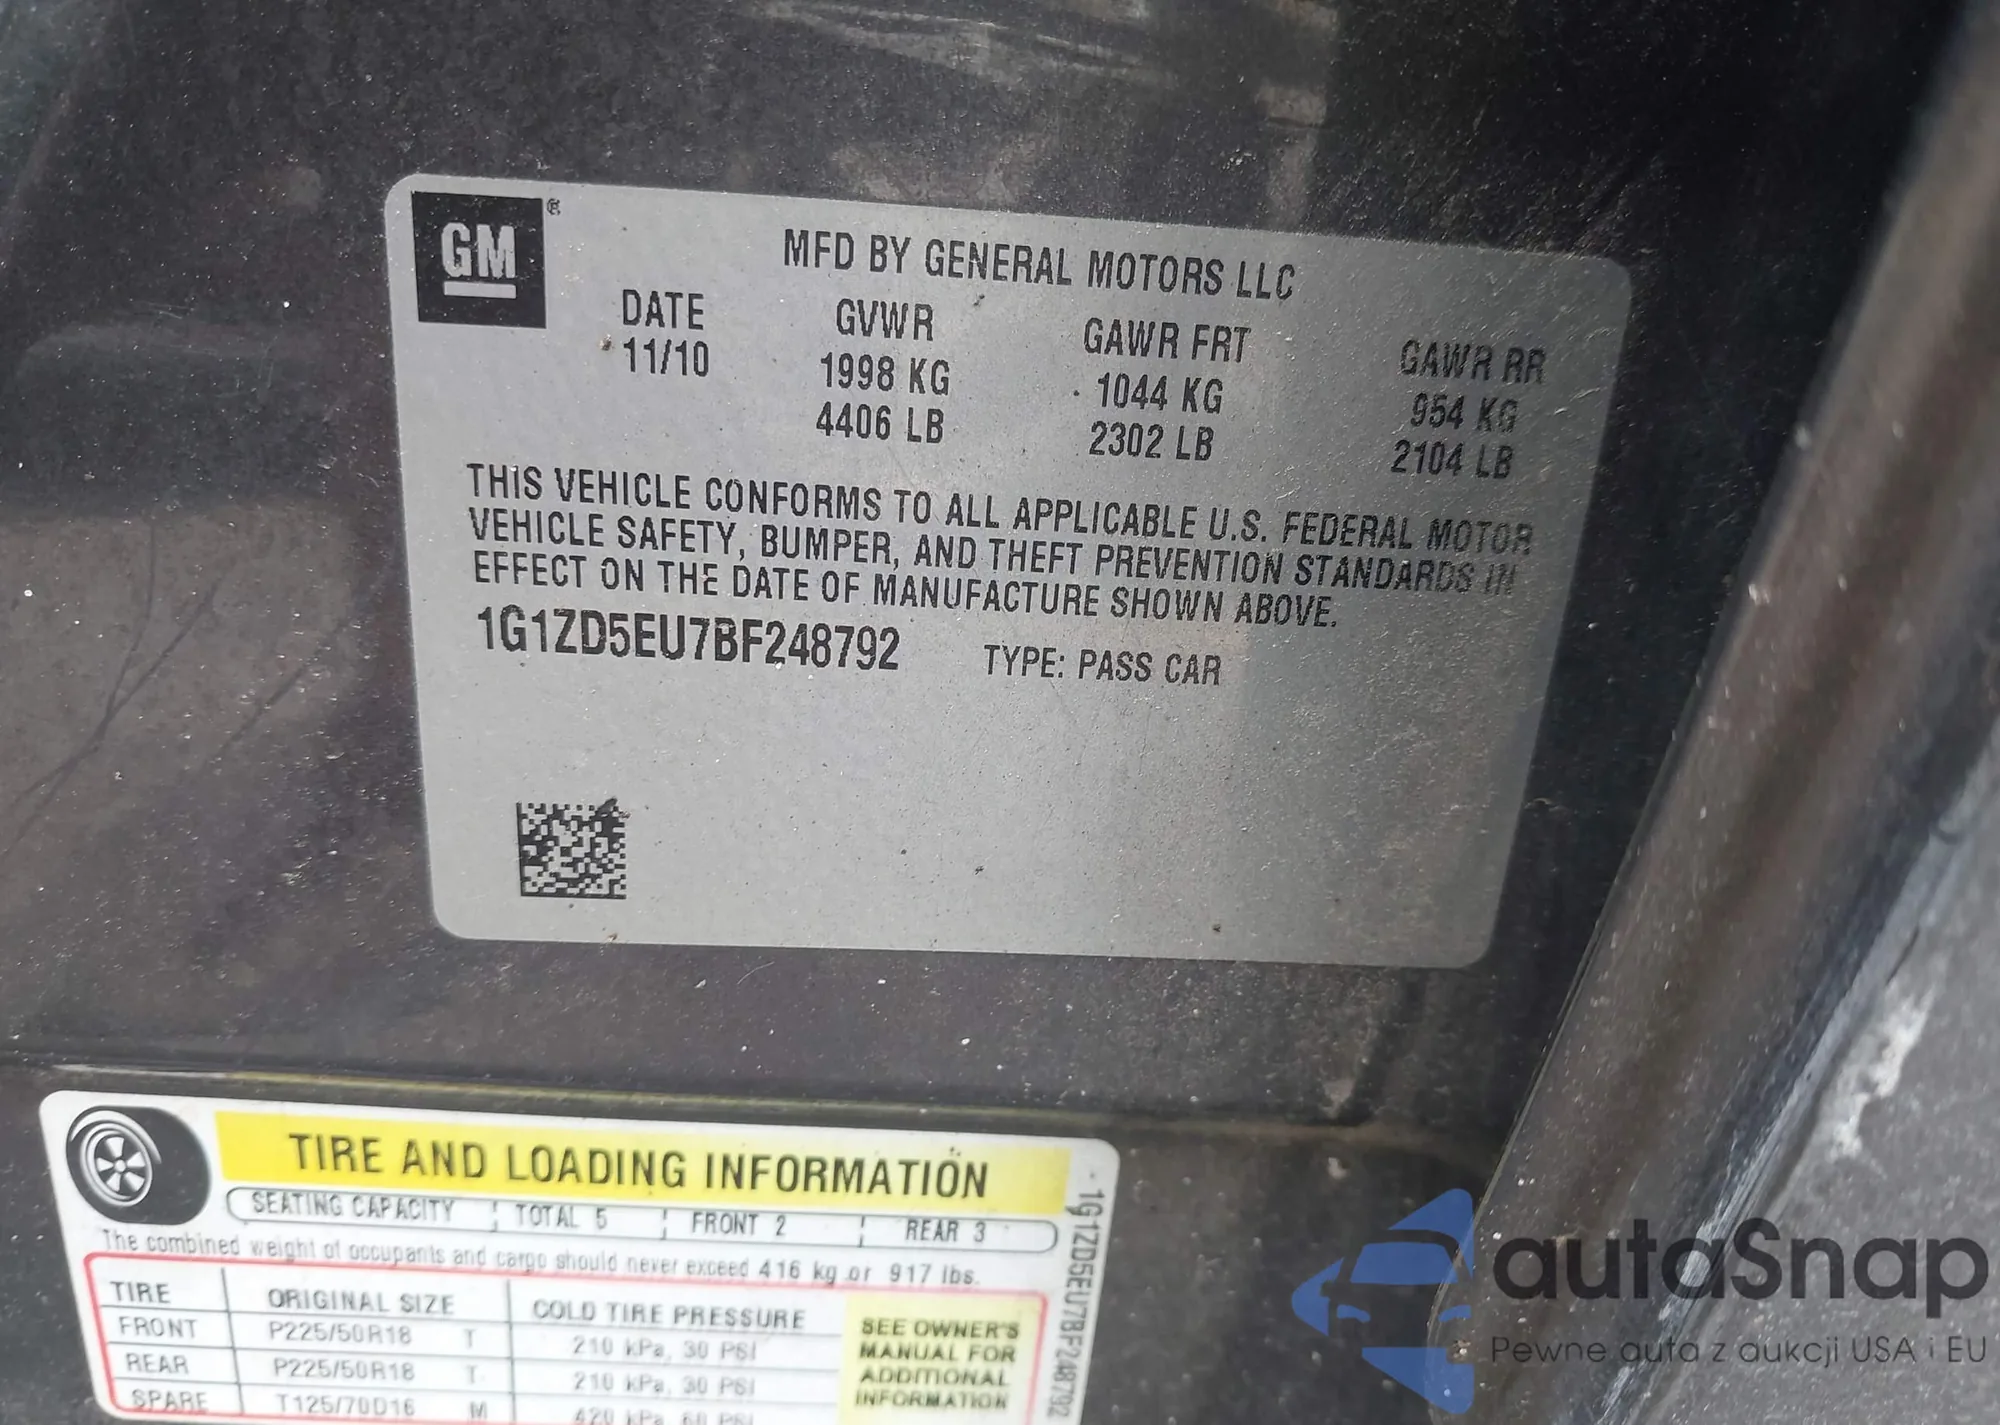 GM ®
MFD BY GENERAL MOTORS LLC
DATE GVWR GAWR FRT GAWR RR
11/10 1998 KG 1044 KG 954 KG
4406 LB 2302 LB 2104 LB
THIS VEHICLE CONFORMS TO ALL APPLICABLE U.S. FEDERAL MOTOR
VEHICLE SAFETY, BUMPER, AND THEFT PREVENTION STANDARDS IN
EFFECT ON THE DATE OF MANUFACTURE SHOWN ABOVE.
1G1ZD5EU7BF248792 TYPE: PASS CAR
TIRE AND LOADING INFORMATION
SEATING CAPACITY TOTAL 5 FRONT 2 REAR 3
The combined weight of occupants and cargo should never exceed 416 kg or 917 lbs.
TIRE ORIGINAL SIZE COLD TIRE PRESSURE
FRONT P225/50R18 T 210 kPa, 30 PSI
REAR P225/50R18 T 210 kPa, 30 PSI
SPARE T125/70D16 M 420 kPa, 60 PSI
SEE OWNER'S
MANUAL FOR
ADDITIONAL
INFORMATION
1G1ZD5EU7BF248792
autoSnap
Pewne auta z aukcji USA i EU